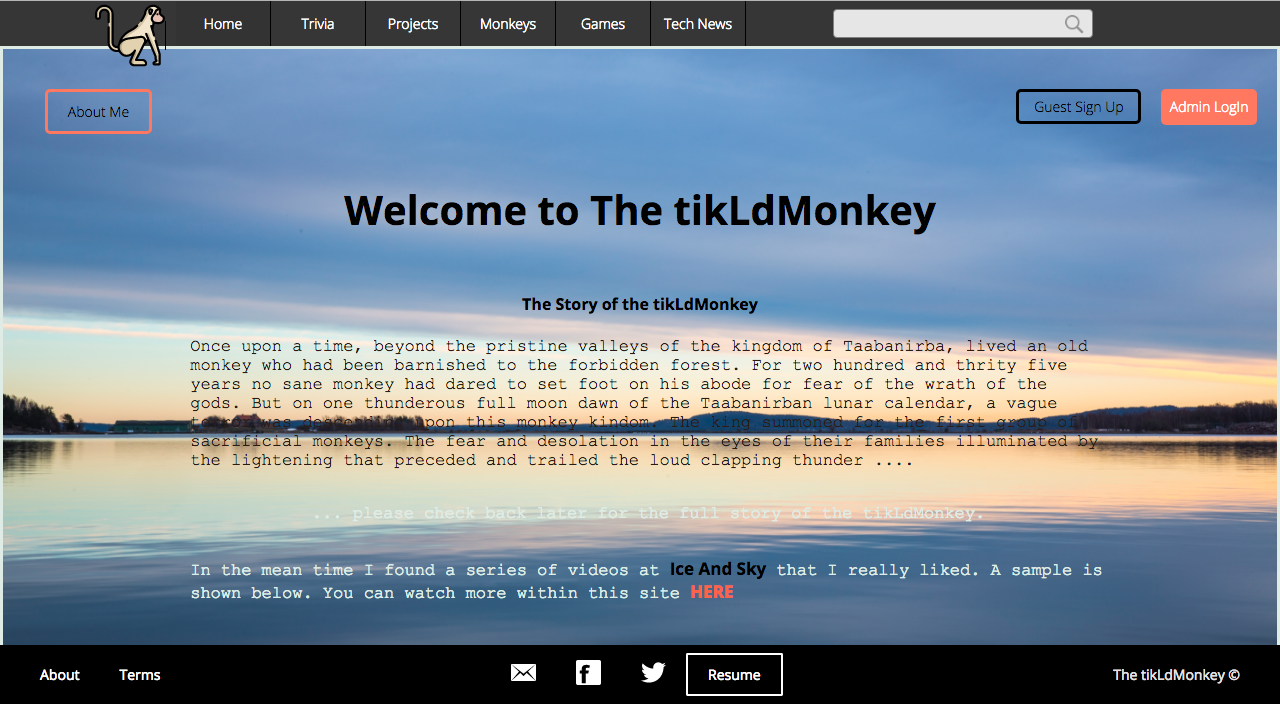 Home Trivia Projects Monkeys Games Tech News
About Me Guest Sign Up Admin LogIn
Welcome to The tikLdMonkey
The Story of the tikLdMonkey
Once upon a time, beyond the pristine valleys of the kingdom of Taabanirba, lived an old
monkey who had been barnished to the forbidden forest. For two hundred and thrity five
years no sane monkey had dared to set foot on his abode for fear of the wrath of the
gods. But on one thunderous full moon dawn of the Taabanirban lunar calendar, a vague
was upon this monkey kindom. The king summoned for the first group of
sacrificial monkeys. The fear and desolation in the eyes of their families illuminated by
the lightening that preceded and trailed the loud clapping thunder ....
... please check back later for the full story of the tikLdMonkey.
In the mean time I found a series of videos at Ice And Sky that I really liked. A sample is
shown below. You can watch more within this site HERE
About Terms Resume The tikLdMonkey ©